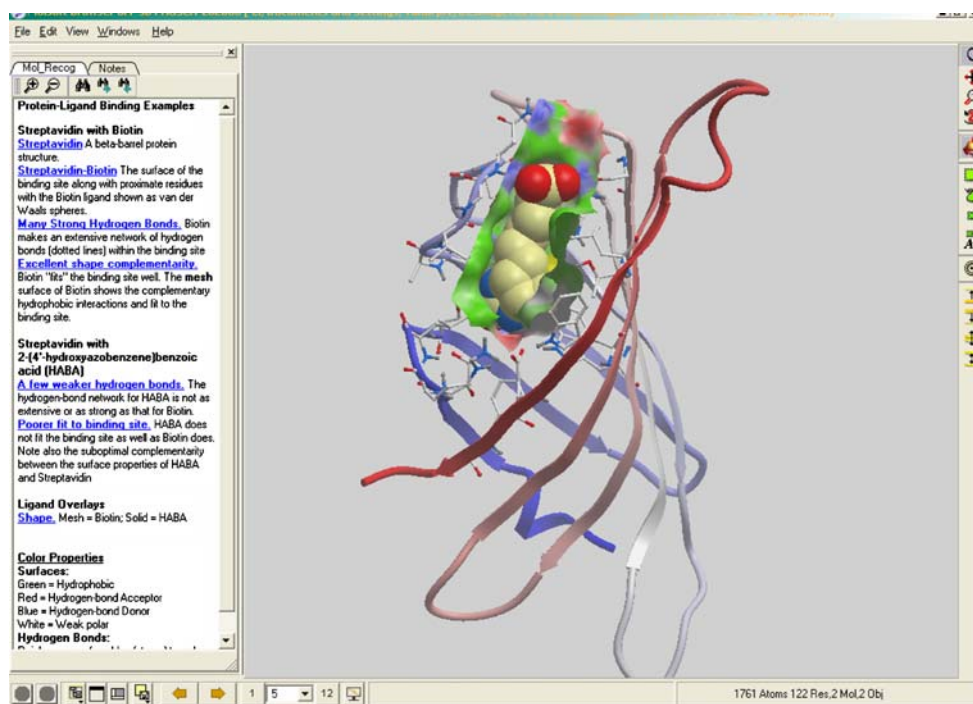 File Edit View Windows Help
Mol_Recog Notes
Protein-Ligand Binding Examples
Streptavidin with Biotin
Streptavidin A beta-barrel protein
structure.
Streptavidin-Biotin The surface of the
binding site along with proximate residues
with the Biotin ligand shown as van der
Waals spheres.
Many Strong Hydrogen Bonds. Biotin
makes an extensive network of hydrogen
bonds (dotted lines) within the binding site
Excellent shape complementarity.
Biotin "fits" the binding site well. The mesh
surface of Biotin shows the complementary
hydrophobic interactions and fit to the
binding site.
Streptavidin with
2-(4'-hydroxyazobenzene)benzoic
acid (HABA)
A few weaker hydrogen bonds. The
hydrogen-bond network for HABA is not as
extensive or as strong as that for Biotin.
Poorer fit to binding site. HABA does
not fit the binding site as well as Biotin does.
Note also the suboptimal complementarity
between the surface properties of HABA
and Streptavidin
Ligand Overlays
Shape. Mesh = Biotin; Solid = HABA
Color Properties
Surfaces:
Green = Hydrophobic
Red = Hydrogen-bond Acceptor
Blue = Hydrogen-bond Donor
White = Weak polar
Hydrogen Bonds:
1 5 12
1761 Atoms 122 Res,2 Mol,2 Obj